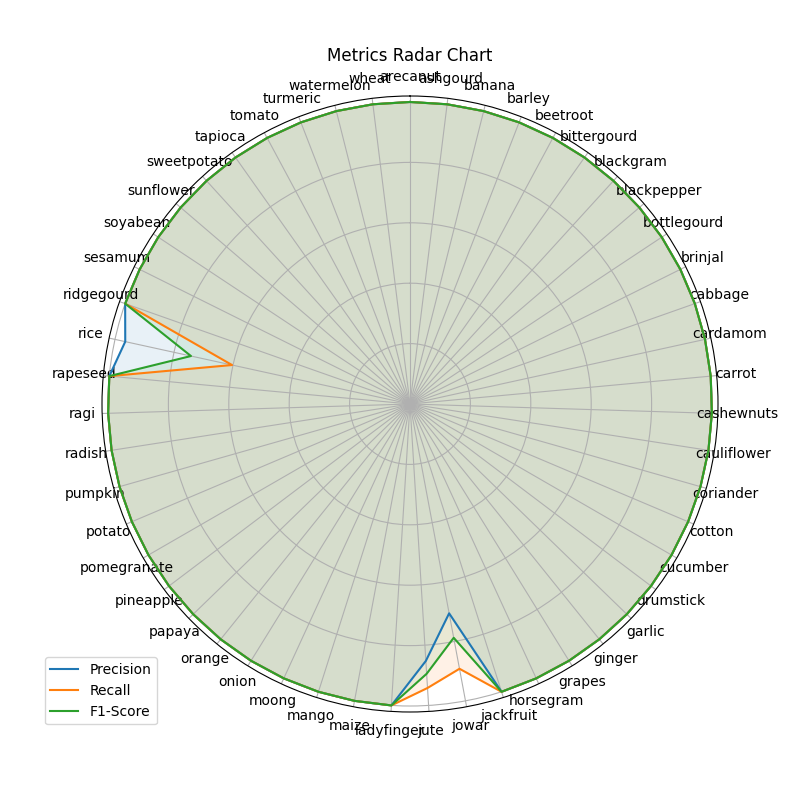 Metrics Radar Chart
arecanut
ashgourd
banana
barley
beetroot
bittergourd
blackgram
blackpepper
bottlegourd
brinjal
cabbage
cardamom
carrot
cashewnuts
cauliflower
coriander
cotton
cucumber
drumstick
garlic
ginger
grapes
horsegram
jackfruit
jowar
jute
ladyfinger
maize
mango
moong
onion
orange
papaya
pineapple
pomegranate
potato
pumpkin
radish
ragi
rapeseed
rice
ridgegourd
sesamum
soyabean
sunflower
sweetpotato
tapioca
tomato
turmeric
watermelon
wheat
Precision
Recall
F1-Score